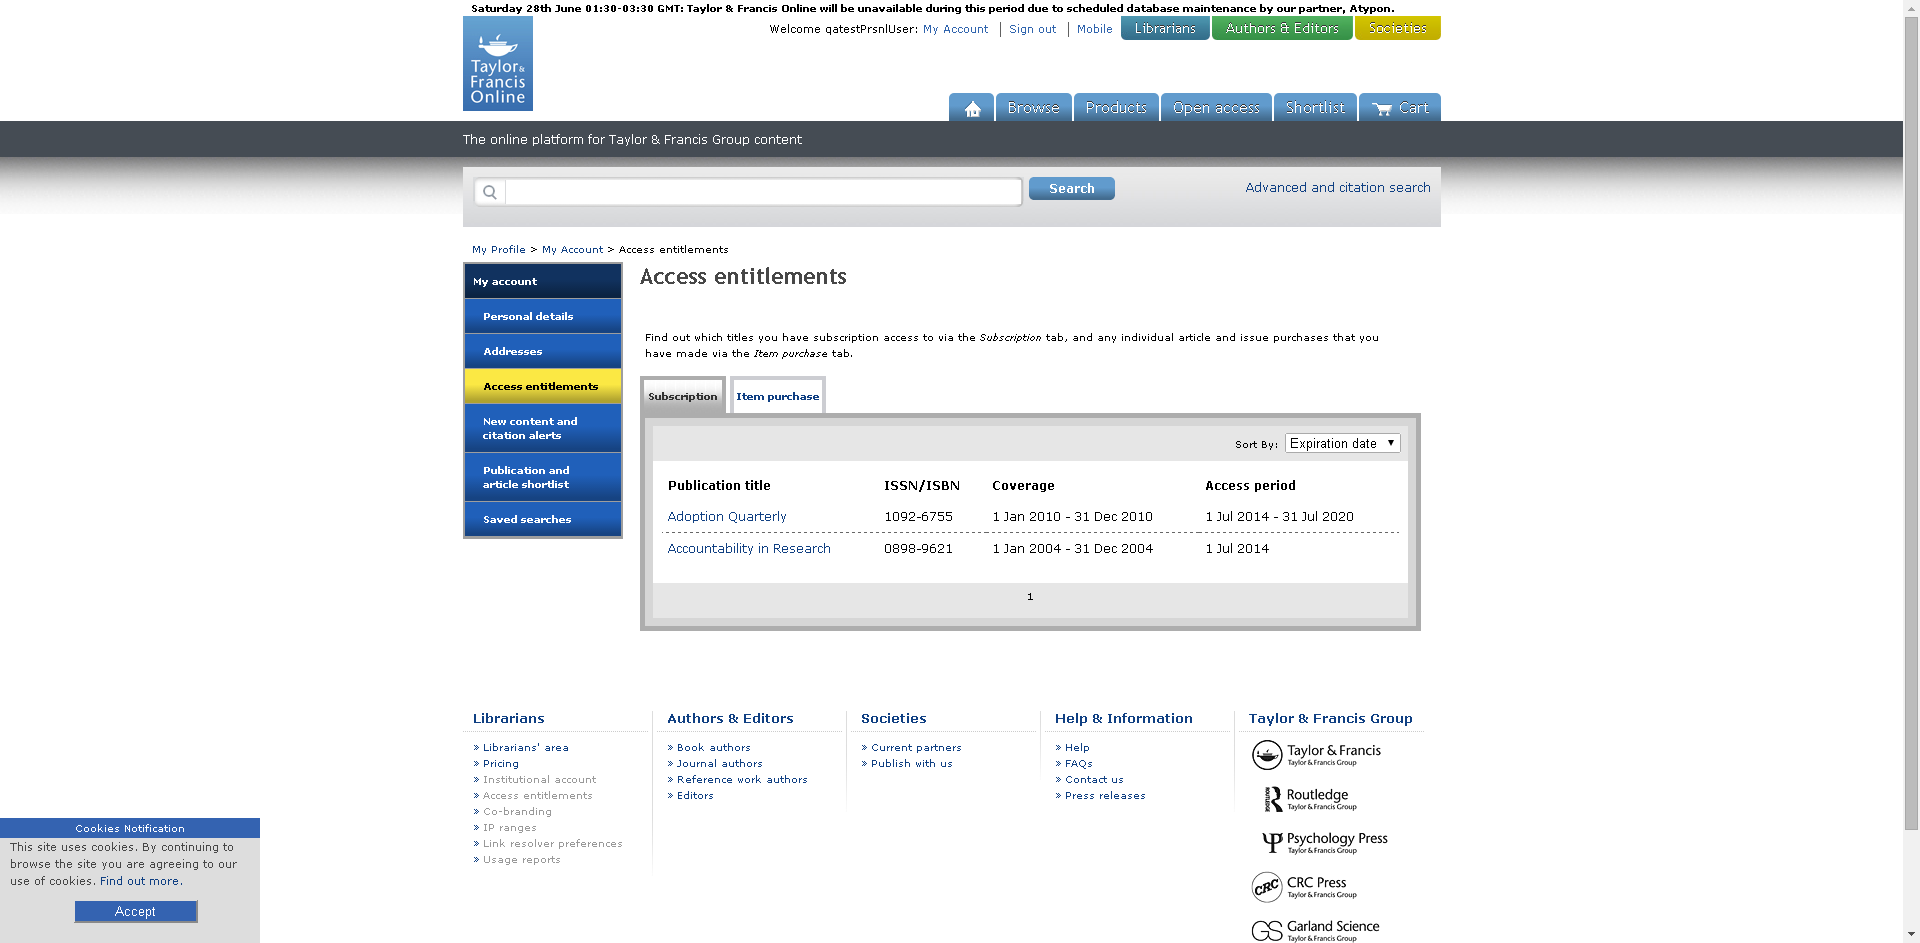 Saturday 28th June 01:30-03:30 GMT: Taylor & Francis Online will be unavailable during this period due to scheduled database maintenance by our partner, Atypon.
Welcome qatestPrsnlUser: My Account | Sign out | Mobile Librarians Authors & Editors Societies
Taylor &
Francis
Online
Browse Products Open access Shortlist Cart
The online platform for Taylor & Francis Group content
Search Advanced and citation search
My Profile > My Account > Access entitlements
My account
Personal details
Addresses
Access entitlements
New content and
citation alerts
Publication and
article shortlist
Saved searches
Access entitlements
Find out which titles you have subscription access to via the Subscription tab, and any individual article and issue purchases that you
have made via the Item purchase tab.
Subscription Item purchase
Sort By: Expiration date
Publication title ISSN/ISBN Coverage Access period
Adoption Quarterly 1092-6755 1 Jan 2010 - 31 Dec 2010 1 Jul 2014 - 31 Jul 2020
Accountability in Research 0898-9621 1 Jan 2004 - 31 Dec 2004 1 Jul 2014
1
Librarians
» Librarians' area
» Pricing
» Institutional account
» Access entitlements
» Co-branding
» IP ranges
» Link resolver preferences
» Usage reports
Authors & Editors
» Book authors
» Journal authors
» Reference work authors
» Editors
Societies
» Current partners
» Publish with us
Help & Information
» Help
» FAQs
» Contact us
» Press releases
Taylor & Francis Group
Taylor & Francis
Taylor & Francis Group
ROUTLEDGE
Routledge
Taylor & Francis Group
Psychology Press
Taylor & Francis Group
CRC
CRC Press
Taylor & Francis Group
GS
Garland Science
Taylor & Francis Group
Cookies Notification
This site uses cookies. By continuing to
browse the site you are agreeing to our
use of cookies. Find out more.
Accept